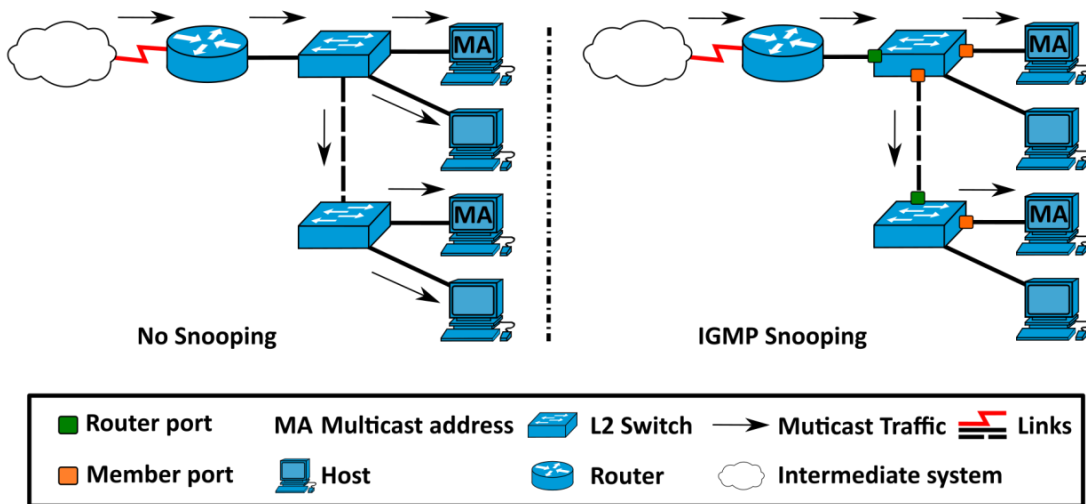 MA
MA
MA
MA
No Snooping
IGMP Snooping
Router port
MA Multicast address
L2 Switch
Muticast Traffic
Links
Member port
Host
Router
Intermediate system